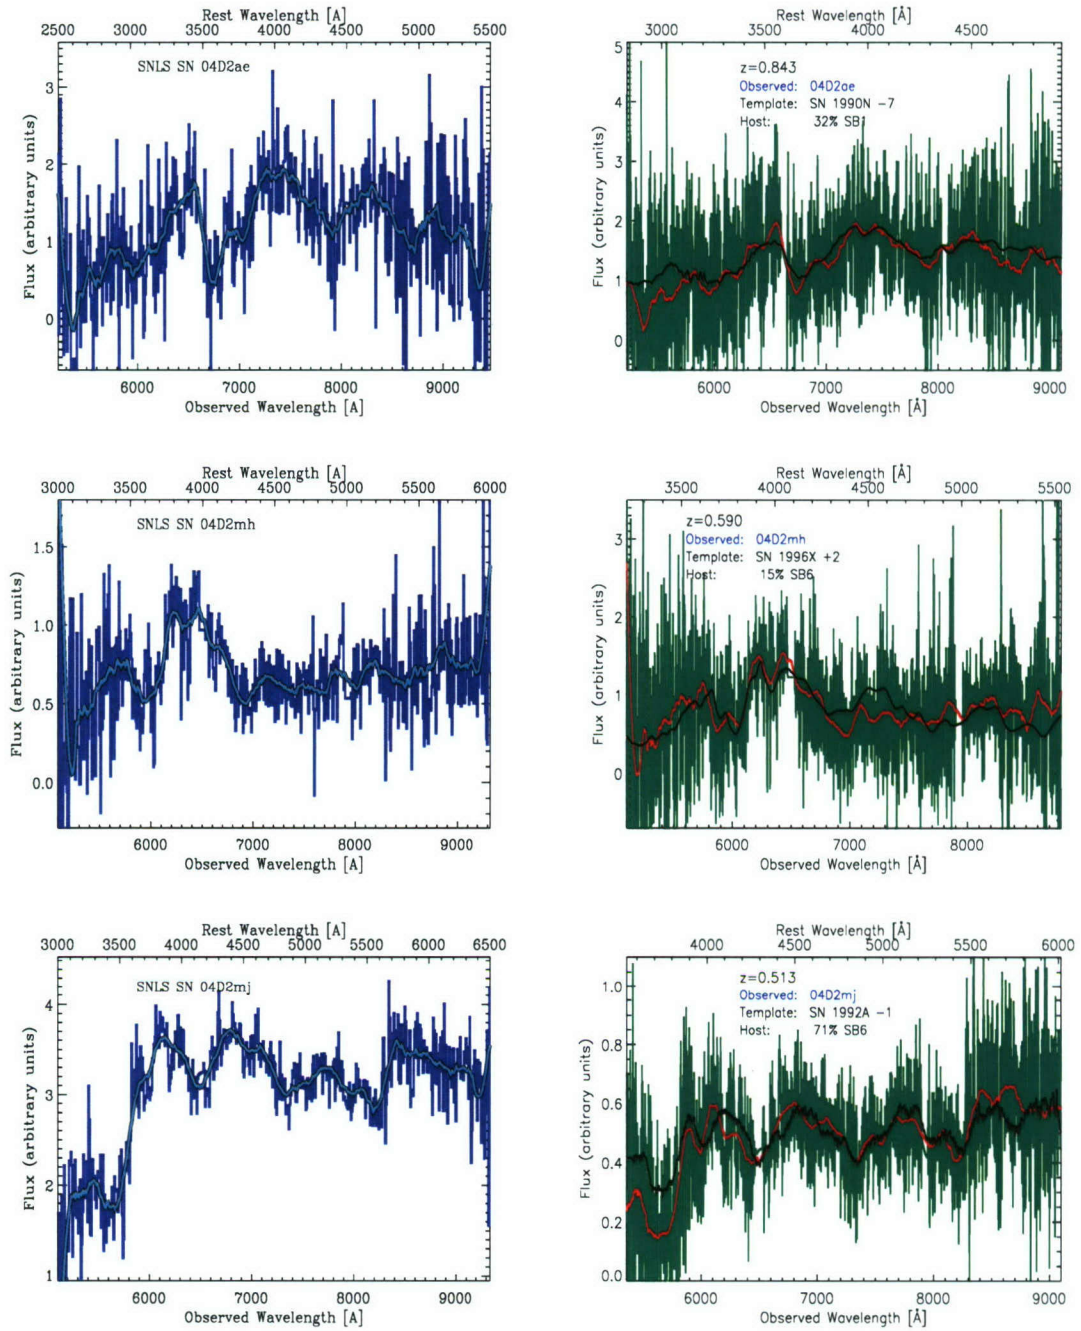 Rest Wavelength [A]
2500 3000 3500 4000 4500 5000 5500
SNLS SN 04D2ae
Flux (arbitrary units)
3
2
1
0
6000 7000 8000 9000
Observed Wavelength [A]
Rest Wavelength [Å]
3000 3500 4000 4500
z=0.843
Observed: 04D2ae
Template: SN 1990N -7
Host: 32% SB1
Flux (arbitrary units)
5
4
3
2
1
0
6000 7000 8000 9000
Observed Wavelength [Å]
Rest Wavelength [A]
3000 3500 4000 4500 5000 5500 6000
SNLS SN 04D2mh
Flux (arbitrary units)
1.5
1.0
0.5
0.0
6000 7000 8000 9000
Observed Wavelength [A]
Rest Wavelength [Å]
3500 4000 4500 5000 5500
z=0.590
Observed: 04D2mh
Template: SN 1996X +2
Host: 15% SB6
Flux (arbitrary units)
3
2
1
0
6000 7000 8000
Observed Wavelength [Å]
Rest Wavelength [A]
3000 3500 4000 4500 5000 5500 6000 6500
SNLS SN 04D2mj
Flux (arbitrary units)
4
3
2
1
6000 7000 8000 9000
Observed Wavelength [A]
Rest Wavelength [Å]
4000 4500 5000 5500 6000
z=0.513
Observed: 04D2mj
Template: SN 1992A -1
Host: 71% SB6
Flux (arbitrary units)
1.0
0.8
0.6
0.4
0.2
0.0
6000 7000 8000 9000
Observed Wavelength [Å]